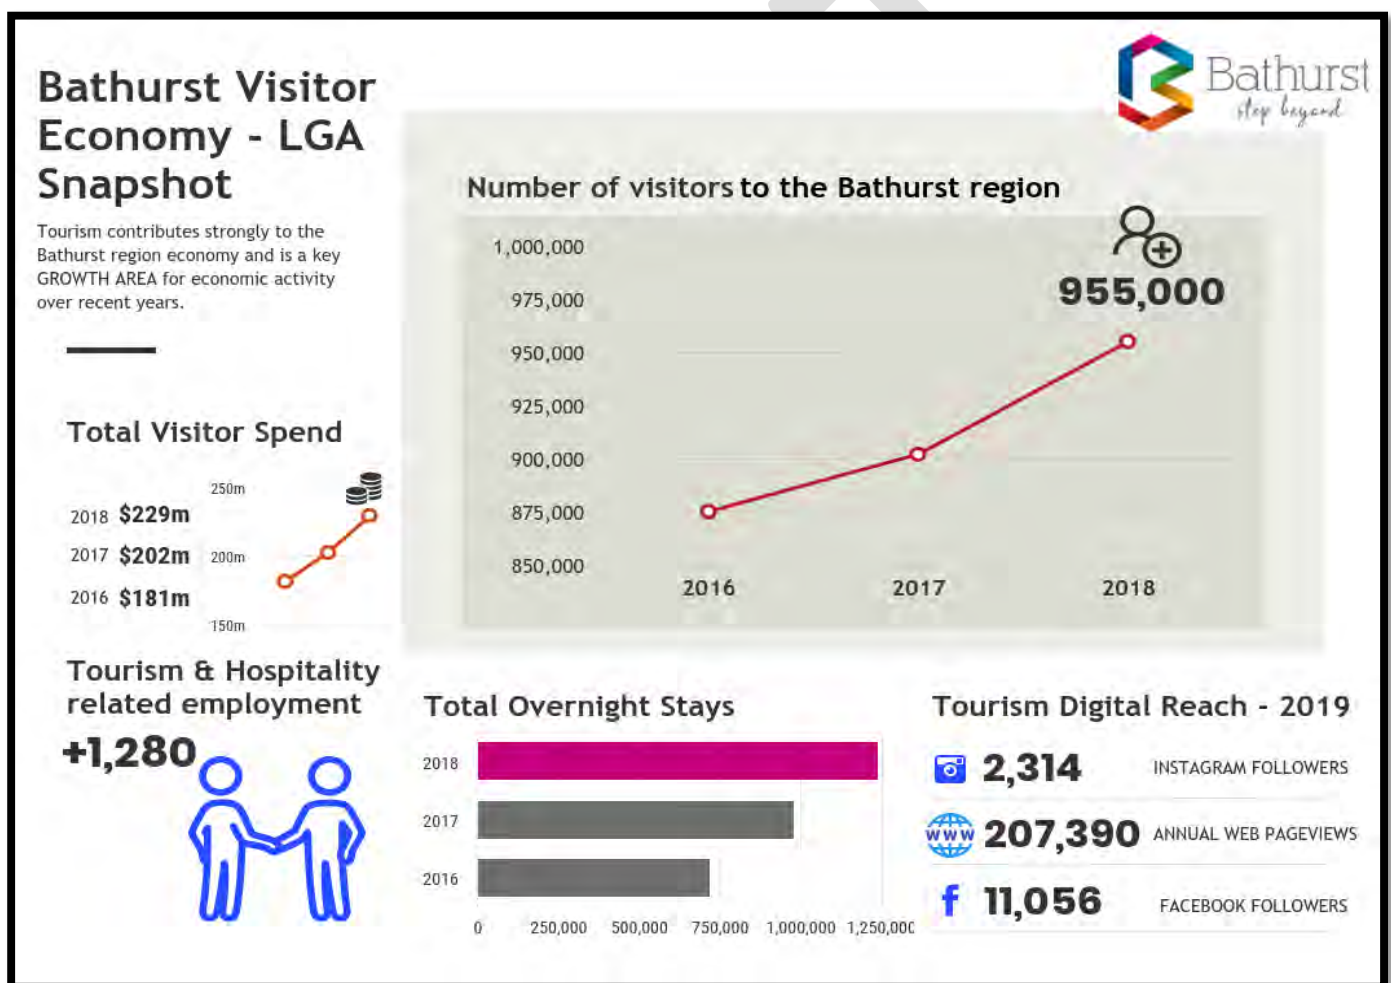 Bathurst
step beyond
Bathurst Visitor
Economy - LGA
Snapshot
Tourism contributes strongly to the
Bathurst region economy and is a key
GROWTH AREA for economic activity
over recent years.
Number of visitors to the Bathurst region
955,000
1,000,000
975,000
950,000
925,000
900,000
875,000
850,000
2016 2017 2018
Total Visitor Spend
2018 $229m
2017 $202m
2016 $181m
250m
200m
150m
Tourism & Hospitality
related employment
+1,280
Total Overnight Stays
2018
2017
2016
0 250,000 500,000 750,000 1,000,000 1,250,000
Tourism Digital Reach - 2019
2,314 INSTAGRAM FOLLOWERS
www 207,390 ANNUAL WEB PAGEVIEWS
f 11,056 FACEBOOK FOLLOWERS